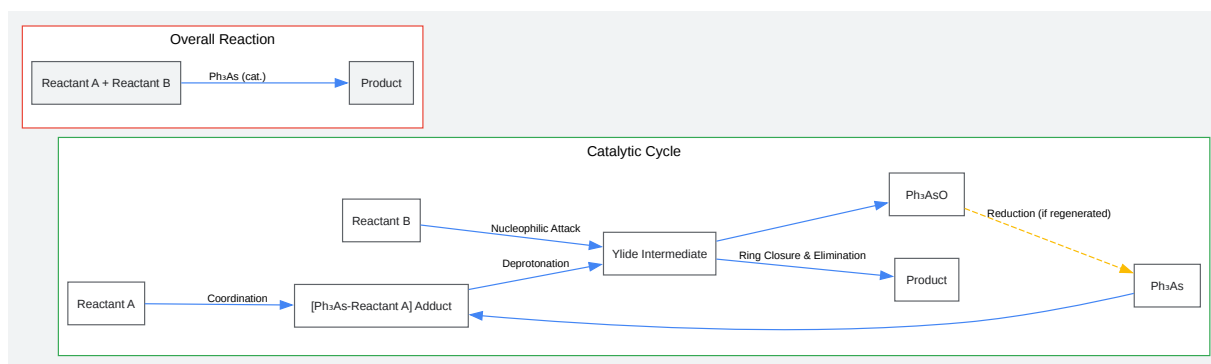 Overall Reaction
Reactant A + Reactant B
Ph₃As (cat.)
Product
Catalytic Cycle
Ph₃AsO
Reactant B
Nucleophilic Attack
Reduction (if regenerated)
Ylide Intermediate
Ring Closure & Elimination
Deprotonation
Product
Ph₃As
Reactant A
Coordination
[Ph₃As-Reactant A] Adduct